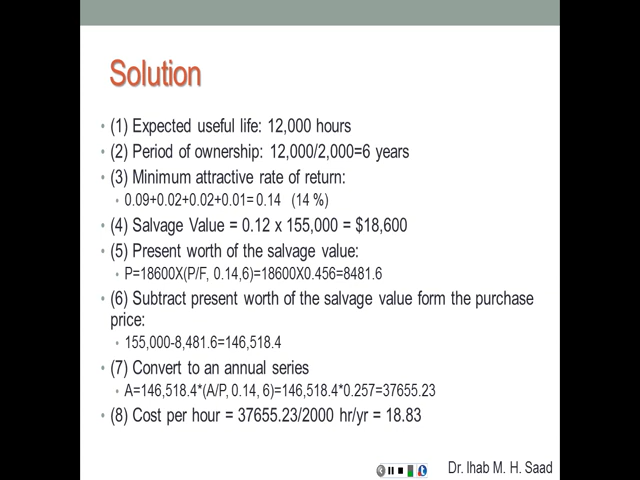 Solution
• (1) Expected useful life: 12,000 hours
• (2) Period of ownership: 12,000/2,000=6 years
• (3) Minimum attractive rate of return:
• 0.09+0.02+0.02+0.01= 0.14 (14 %)
• (4) Salvage Value = 0.12 x 155,000 = $18,600
• (5) Present worth of the salvage value:
• P=18600X(P/F, 0.14,6)=18600X0.456=8481.6
• (6) Subtract present worth of the salvage value form the purchase
price:
• 155,000-8,481.6=146,518.4
• (7) Convert to an annual series
• A=146,518.4*(A/P, 0.14, 6)=146,518.4*0.257=37655.23
• (8) Cost per hour = 37655.23/2000 hr/yr = 18.83
Dr. Ihab M. H. Saad